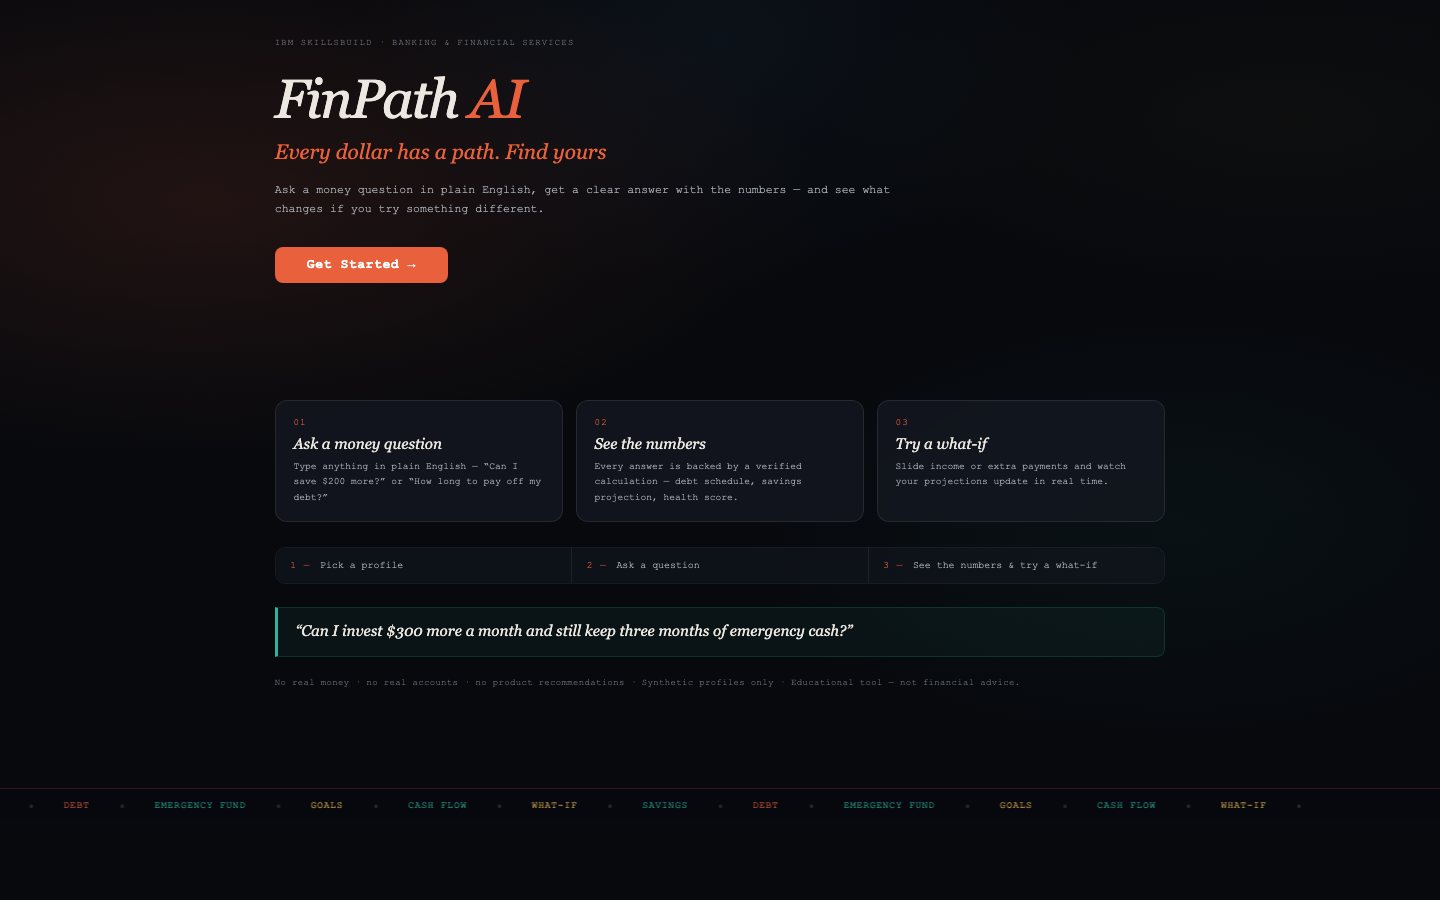 IBM SKILLSBUILD · BANKING & FINANCIAL SERVICES
FinPath AI
Every dollar has a path. Find yours
Ask a money question in plain English, get a clear answer with the numbers — and see what
changes if you try something different.
Get Started →
01
Ask a money question
Type anything in plain English — “Can I
save $200 more?” or “How long to pay off my
debt?”
02
See the numbers
Every answer is backed by a verified
calculation — debt schedule, savings
projection, health score.
03
Try a what-if
Slide income or extra payments and watch
your projections update in real time.
1 — Pick a profile
2 — Ask a question
3 — See the numbers & try a what-if
“Can I invest $300 more a month and still keep three months of emergency cash?”
No real money · no real accounts · no product recommendations · Synthetic profiles only · Educational tool — not financial advice.
DEBT EMERGENCY FUND GOALS CASH FLOW WHAT-IF SAVINGS DEBT EMERGENCY FUND GOALS CASH FLOW WHAT-IF